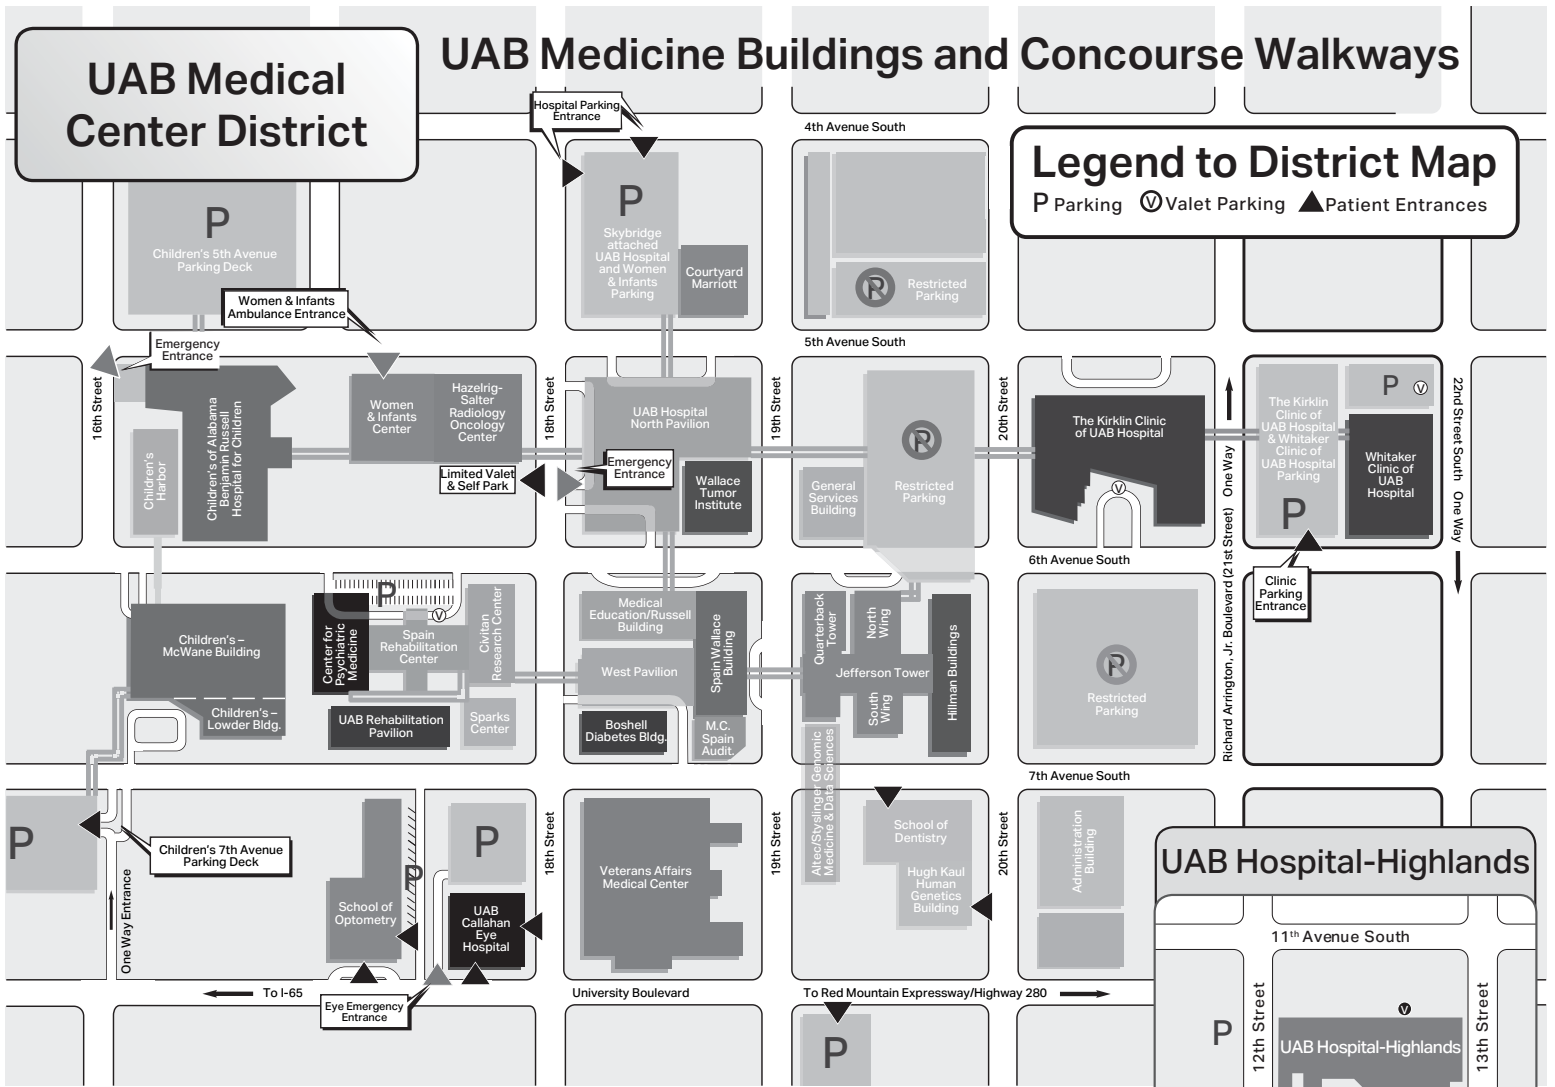 UAB Medicine Buildings and Concourse Walkways
UAB Medical
Center District
Hospital Parking
Entrance
4th Avenue South
Legend to District Map
P Parking
V Valet Parking
Patient Entrances
P
Children's 5th Avenue
Parking Deck
P
Skybridge
attached
UAB Hospital
and Women
& Infants
Parking
Courtyard
Marriott
P
Restricted
Parking
Women & Infants
Ambulance Entrance
Emergency
Entrance
5th Avenue South
16th Street
18th Street
19th Street
20th Street
One Way
Richard Arrington, Jr. Boulevard (21st Street)
22nd Street South
One Way
Children's
Harbor
Children's of Alabama
Benjamin Russell
Hospital for Children
Women
& Infants
Center
Hazelrig-
Salter
Radiology
Oncology
Center
Limited Valet
& Self Park
UAB Hospital
North Pavilion
Emergency
Entrance
Wallace
Tumor
Institute
General
Services
Building
P
Restricted
Parking
The Kirklin Clinic
of UAB Hospital
V
The Kirklin
Clinic of
UAB Hospital
& Whitaker
Clinic of
UAB Hospital
Parking
P
P
V
Whitaker
Clinic of
UAB
Hospital
6th Avenue South
Clinic
Parking
Entrance
Children's –
McWane Building
Children's –
Lowder Bldg.
P
V
Center for
Psychiatric
Medicine
Spain
Rehabilitation
Center
Civitan
Research Center
UAB Rehabilitation
Pavilion
Sparks
Center
Medical
Education/Russell
Building
West Pavilion
Spain Wallace
Building
Boshell
Diabetes Bldg.
M.C.
Spain
Audit.
Quarterback
Tower
North
Wing
Jefferson Tower
South
Wing
Hillman Buildings
P
Restricted
Parking
7th Avenue South
P
Children's 7th Avenue
Parking Deck
One Way Entrance
School of
Optometry
P
P
UAB
Callahan
Eye
Hospital
18th Street
Veterans Affairs
Medical Center
19th Street
Altec/Styslinger Genomic
Medicine & Data Sciences
School of
Dentistry
Hugh Kaul
Human
Genetics
Building
20th Street
Administration
Building
To I-65
Eye Emergency
Entrance
University Boulevard
To Red Mountain Expressway/Highway 280
P
UAB Hospital-Highlands
11th Avenue South
12th Street
13th Street
P
V
UAB Hospital-Highlands